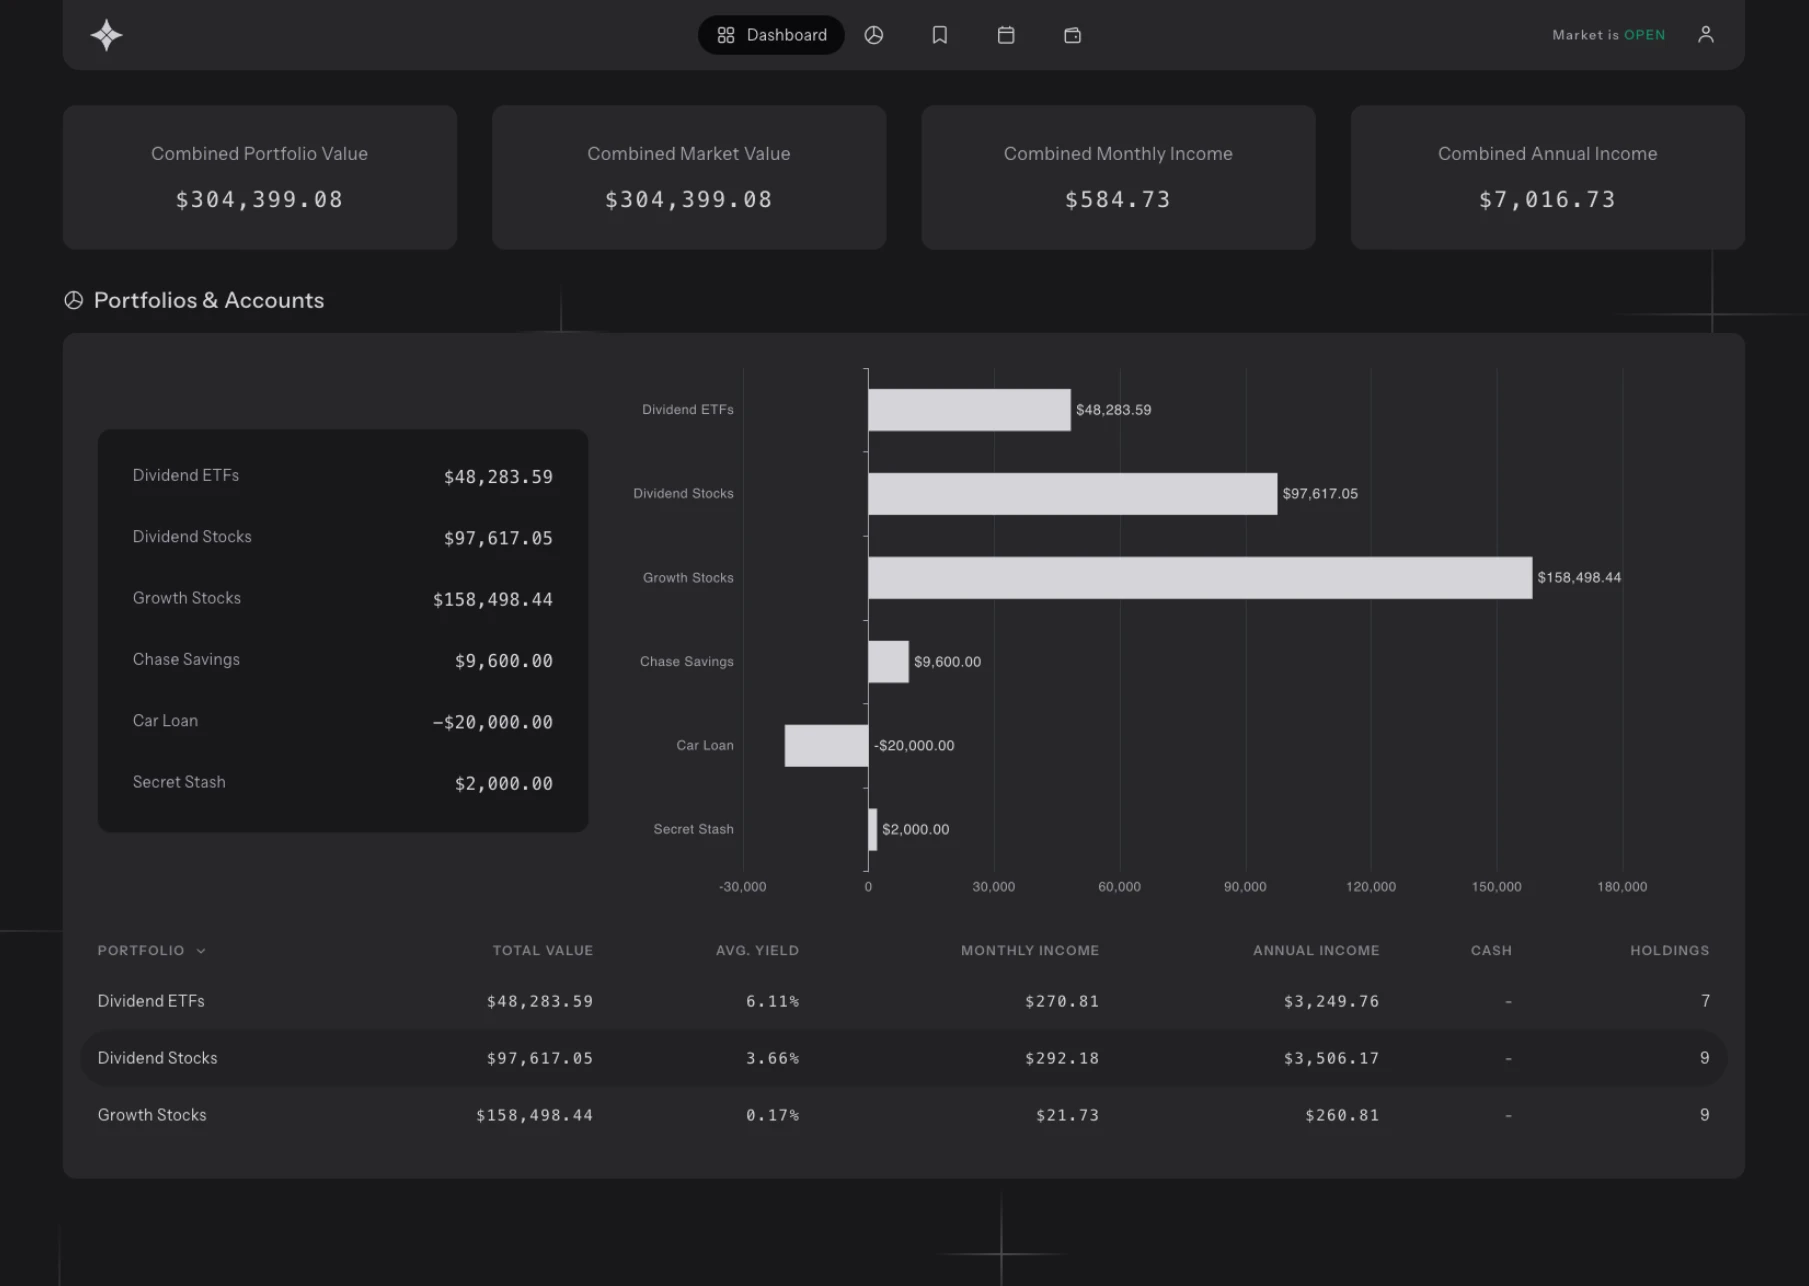 Dashboard
Market is OPEN
Combined Portfolio Value
$304,399.08
Combined Market Value
$304,399.08
Combined Monthly Income
$584.73
Combined Annual Income
$7,016.73
Portfolios & Accounts
Dividend ETFs $48,283.59
Dividend Stocks $97,617.05
Growth Stocks $158,498.44
Chase Savings $9,600.00
Car Loan –$20,000.00
Secret Stash $2,000.00
Dividend ETFs $48,283.59
Dividend Stocks $97,617.05
Growth Stocks $158,498.44
Chase Savings $9,600.00
Car Loan -$20,000.00
Secret Stash $2,000.00
-30,000 0 30,000 60,000 90,000 120,000 150,000 180,000
PORTFOLIO TOTAL VALUE AVG. YIELD MONTHLY INCOME ANNUAL INCOME CASH HOLDINGS
Dividend ETFs $48,283.59 6.11% $270.81 $3,249.76 - 7
Dividend Stocks $97,617.05 3.66% $292.18 $3,506.17 - 9
Growth Stocks $158,498.44 0.17% $21.73 $260.81 - 9